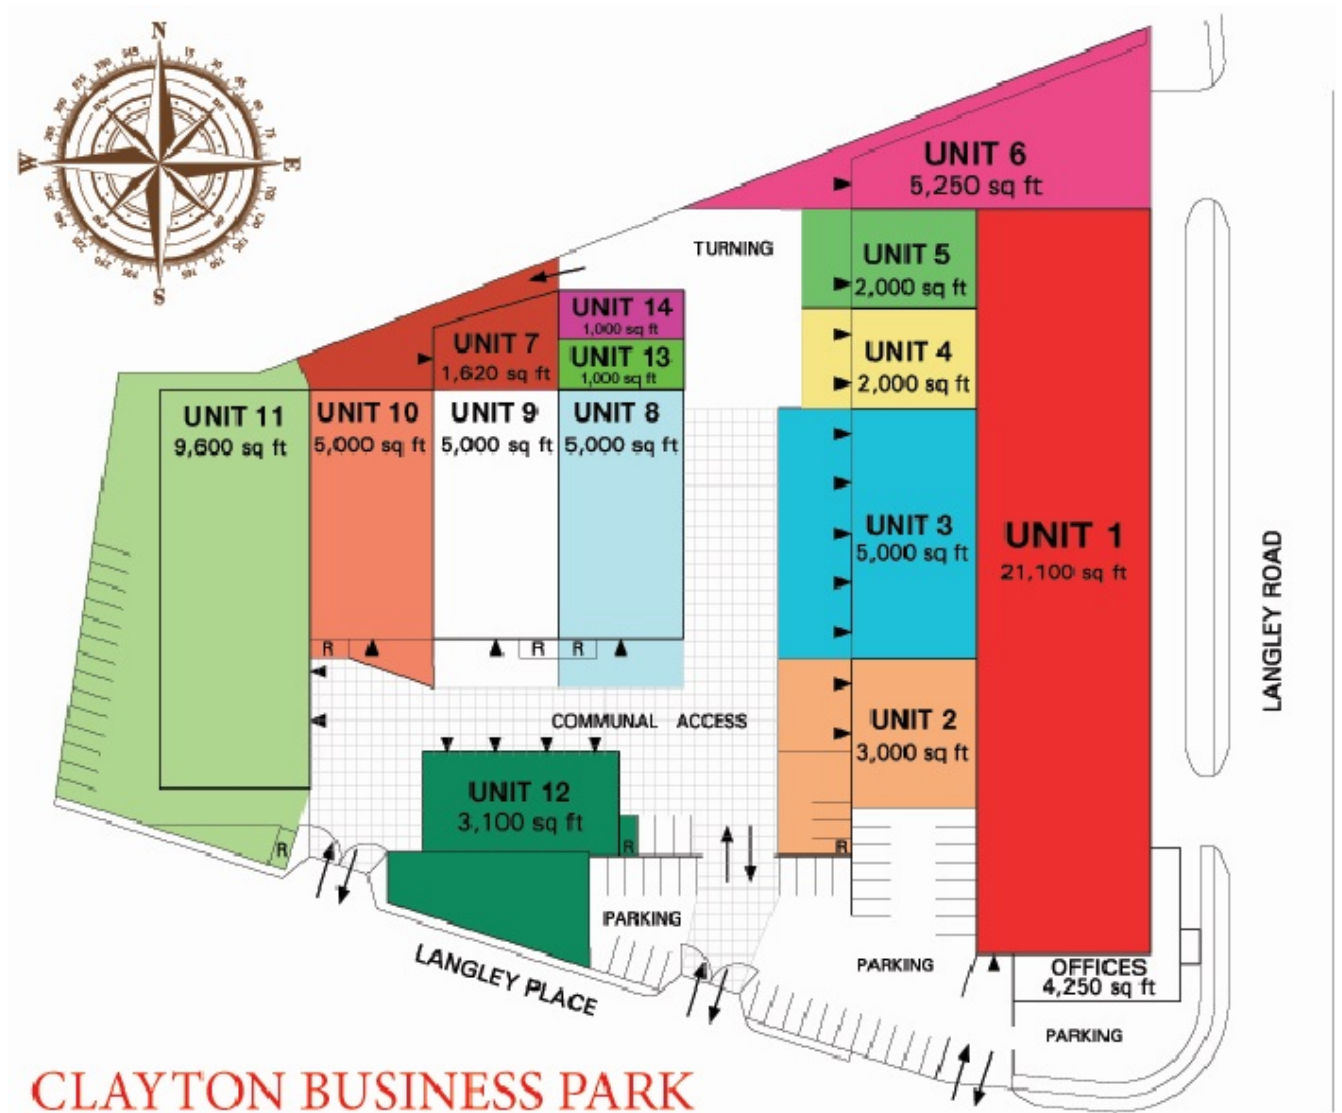 N
W
E
S
UNIT 6
5,250 sq ft
TURNING
UNIT 5
2,000 sq ft
UNIT 14
1,000 sq ft
UNIT 7
1,620 sq ft
UNIT 13
1,000 sq ft
UNIT 4
2,000 sq ft
UNIT 11
9,600 sq ft
UNIT 10
5,000 sq ft
UNIT 9
5,000 sq ft
UNIT 8
5,000 sq ft
UNIT 3
5,000 sq ft
UNIT 1
21,100 sq ft
LANGLEY ROAD
R
R
R
COMMUNAL ACCESS
UNIT 2
3,000 sq ft
UNIT 12
3,100 sq ft
R
R
R
PARKING
LANGLEY PLACE
PARKING
OFFICES
4,250 sq ft
PARKING
CLAYTON BUSINESS PARK